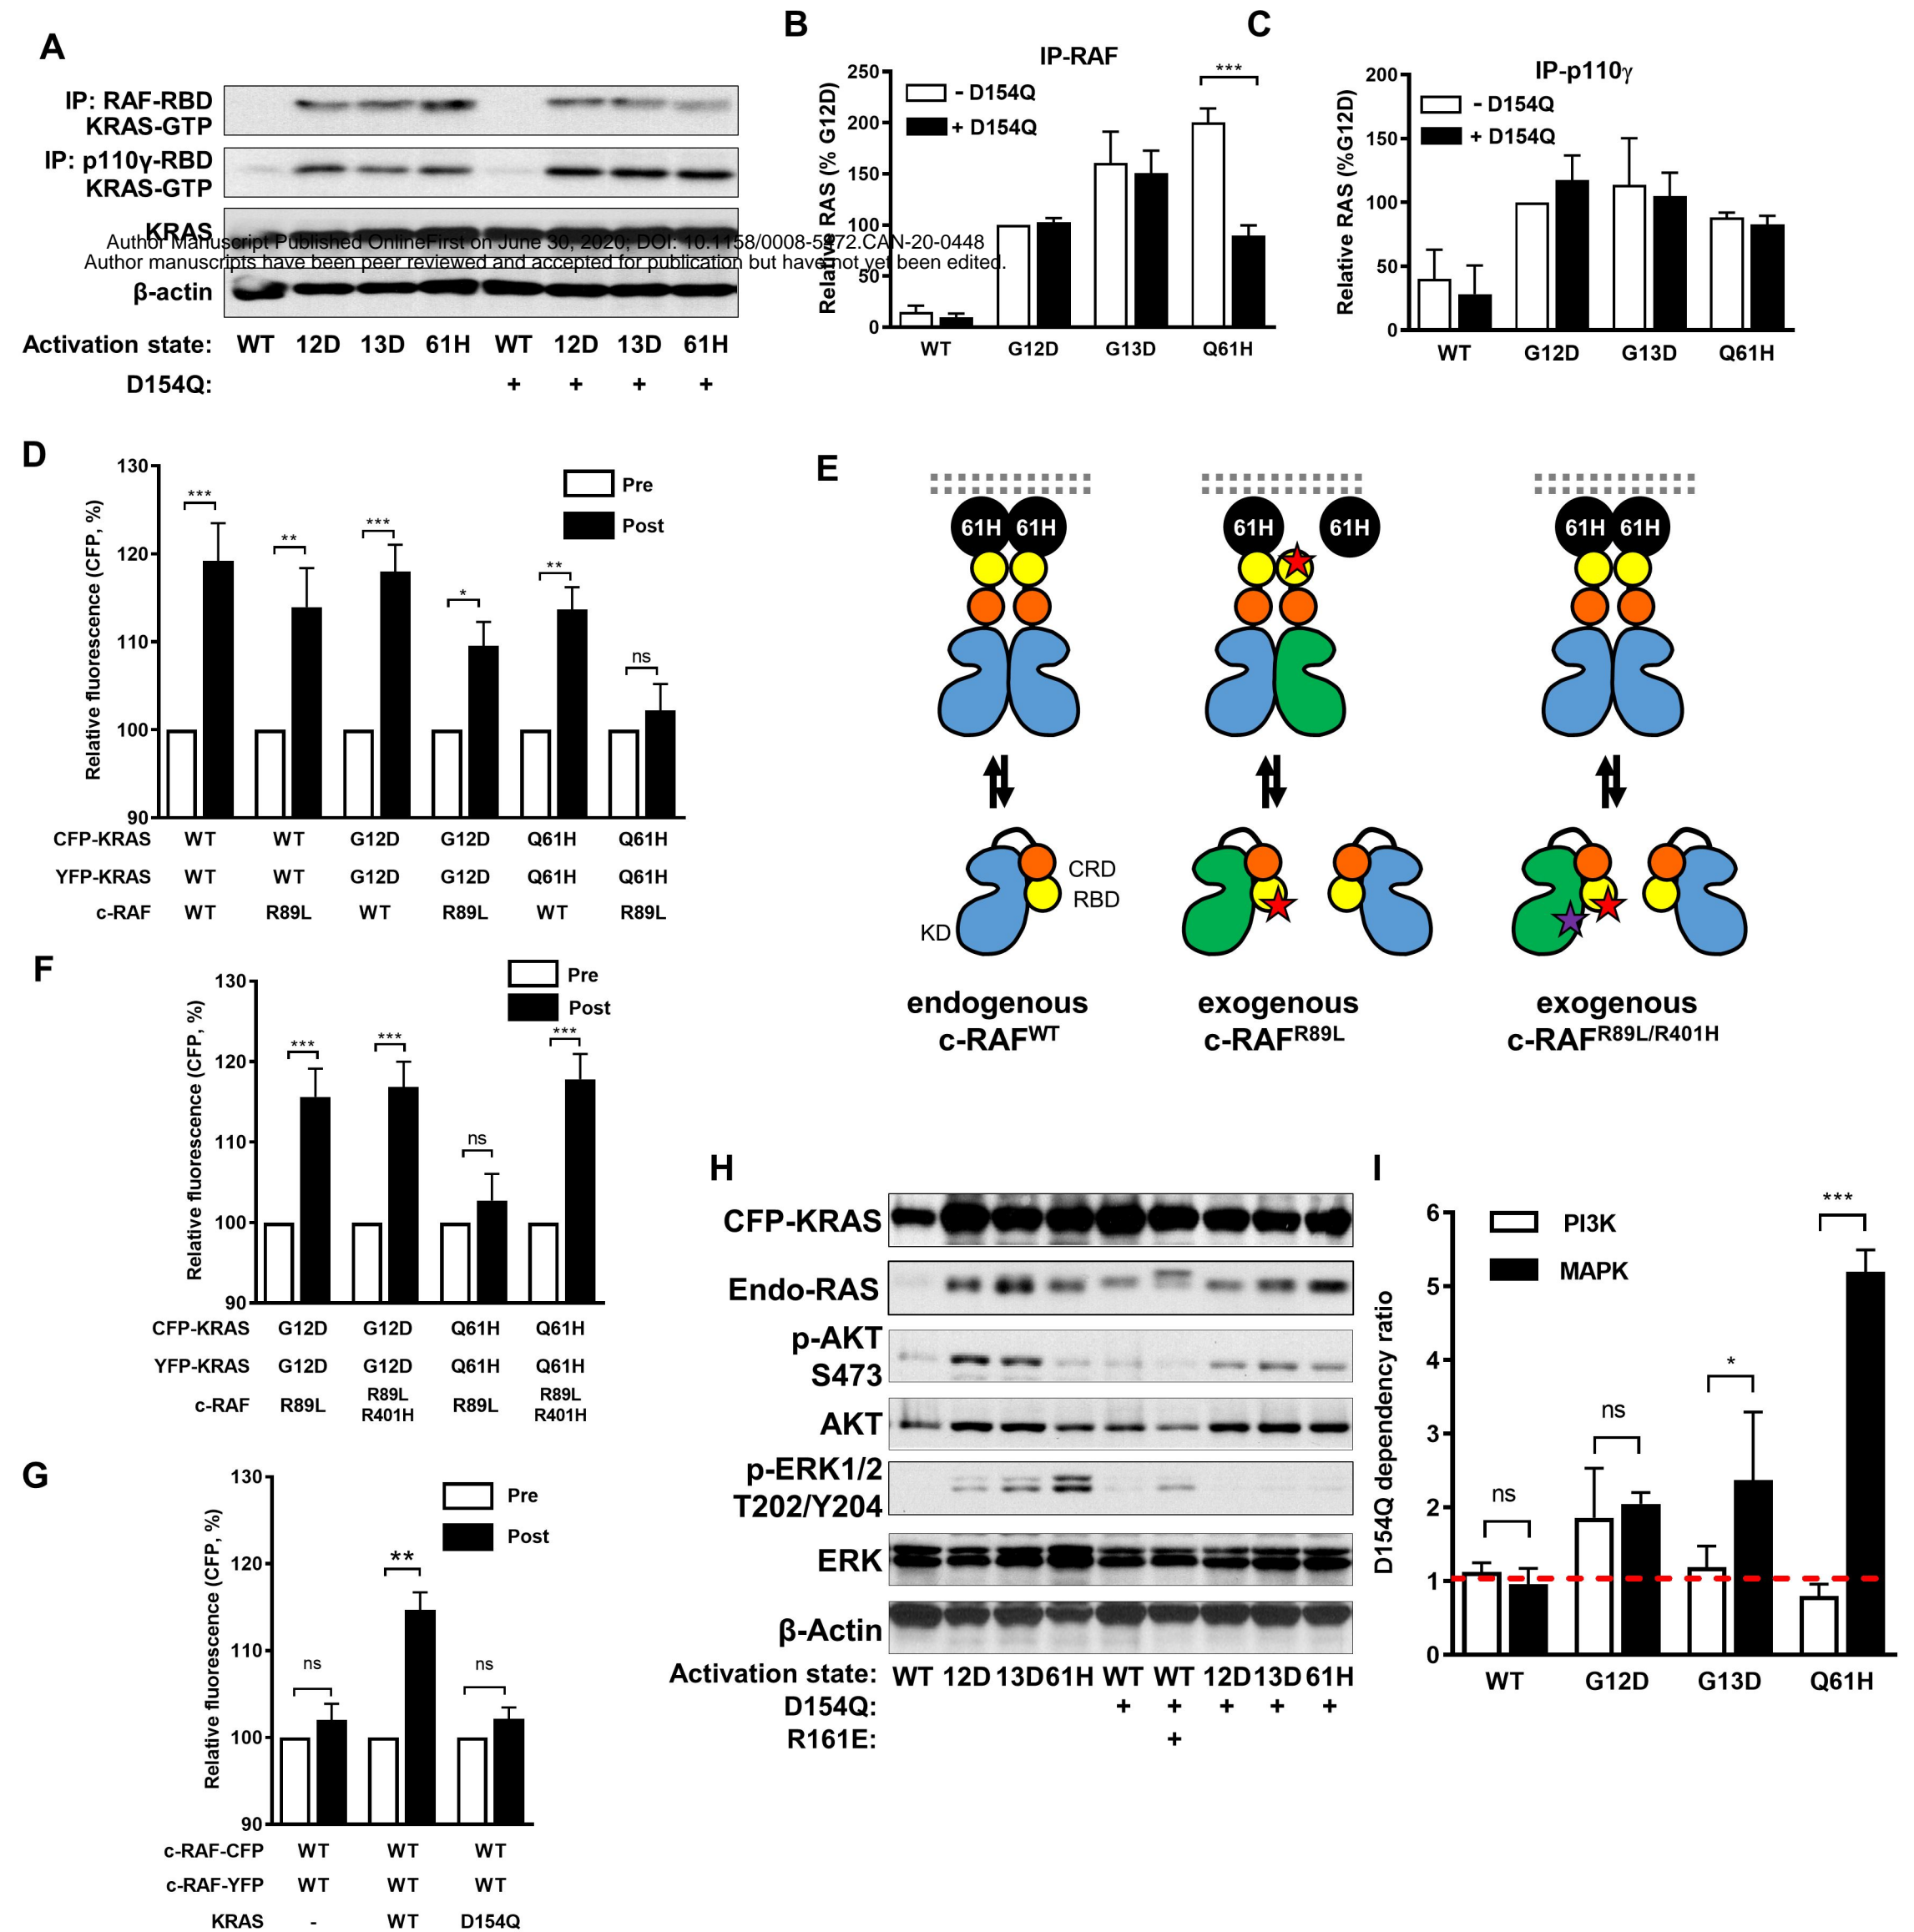 A
IP: RAF-RBD
KRAS-GTP
IP: p110γ-RBD
KRAS-GTP
KRAS
β-actin
Activation state: WT 12D 13D 61H WT 12D 13D 61H
D154Q: + + + +
Author Manuscript Published OnlineFirst on June 30, 2020; DOI: 10.1158/0008-5472.CAN-20-0448
Author manuscripts have been peer reviewed and accepted for publication but have not yet been edited.
B
IP-RAF
Relative RAS (% G12D)
250
200
150
100
50
0
- D154Q
+ D154Q
***
WT G12D G13D Q61H
C
IP-p110γ
Relative RAS (%G12D)
200
150
100
50
0
- D154Q
+ D154Q
WT G12D G13D Q61H
D
Relative fluorescence (CFP, %)
130
120
110
100
90
Pre
Post
*** ** *** * ** ns
CFP-KRAS WT WT G12D G12D Q61H Q61H
YFP-KRAS WT WT G12D G12D Q61H Q61H
c-RAF WT R89L WT R89L WT R89L
E
61H 61H 61H 61H 61H 61H
CRD
RBD
KD
endogenous
c-RAFWT
exogenous
c-RAFR89L
exogenous
c-RAFR89L/R401H
F
Relative fluorescence (CFP, %)
130
120
110
100
90
Pre
Post
*** *** ns ***
CFP-KRAS G12D G12D Q61H Q61H
YFP-KRAS G12D G12D Q61H Q61H
c-RAF R89L R89L R401H R89L R89L R401H
G
Relative fluorescence (CFP, %)
130
120
110
100
90
Pre
Post
ns ** ns
c-RAF-CFP WT WT WT
c-RAF-YFP WT WT WT
KRAS - WT D154Q
H
CFP-KRAS
Endo-RAS
p-AKT
S473
AKT
p-ERK1/2
T202/Y204
ERK
β-Actin
Activation state: WT 12D 13D 61H WT WT 12D 13D 61H
D154Q: + + + + +
R161E: +
I
D154Q dependency ratio
6
5
4
3
2
1
0
PI3K
MAPK
ns ns * ***
WT G12D G13D Q61H